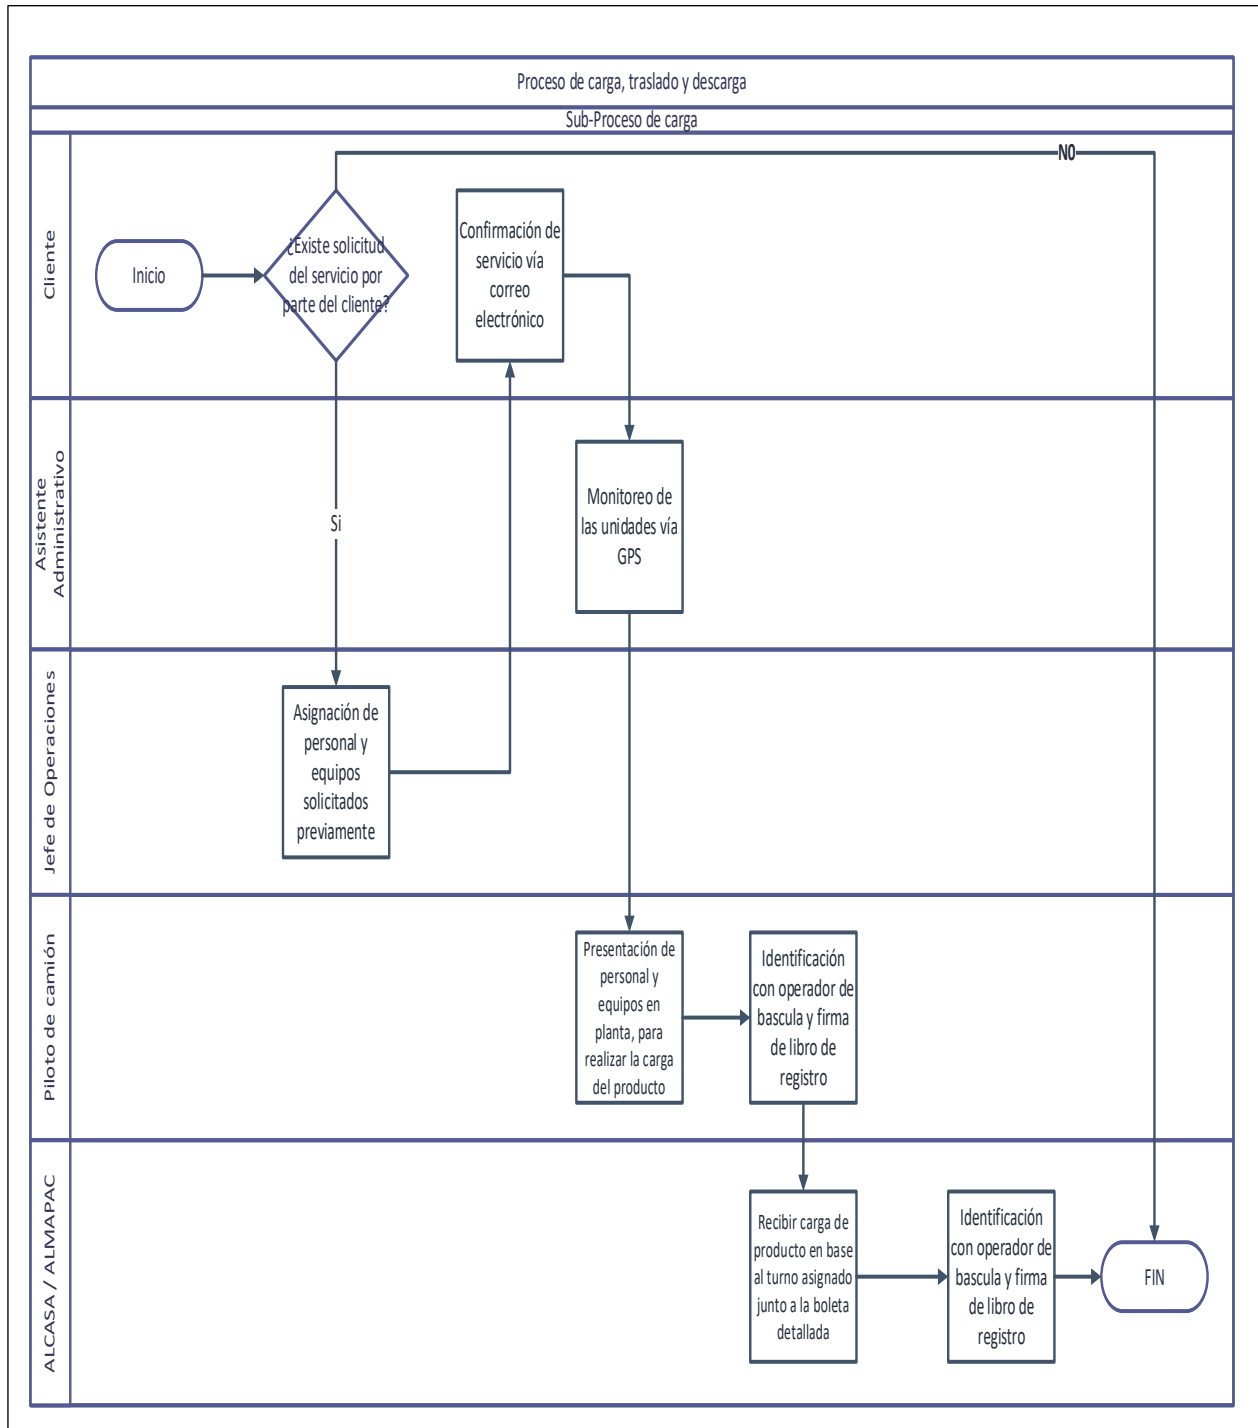 Proceso de carga, traslado y descarga
Sub-Proceso de carga
Cliente
Inicio
¿Existe solicitud
del servicio por
parte del cliente?
NO
Confirmación de
servicio vía
correo
electrónico
Asistente
Administrativo
Si
Monitoreo de
las unidades vía
GPS
Jefe de Operaciones
Asignación de
personal y
equipos
solicitados
previamente
Piloto de camión
Presentación de
personal y
equipos en
planta, para
realizar la carga
del producto
Identificación
con operador de
bascula y firma
de libro de
registro
ALCASA / ALMAPAC
Recibir carga de
producto en base
al turno asignado
junto a la boleta
detallada
Identificación
con operador de
bascula y firma
de libro de
registro
FIN